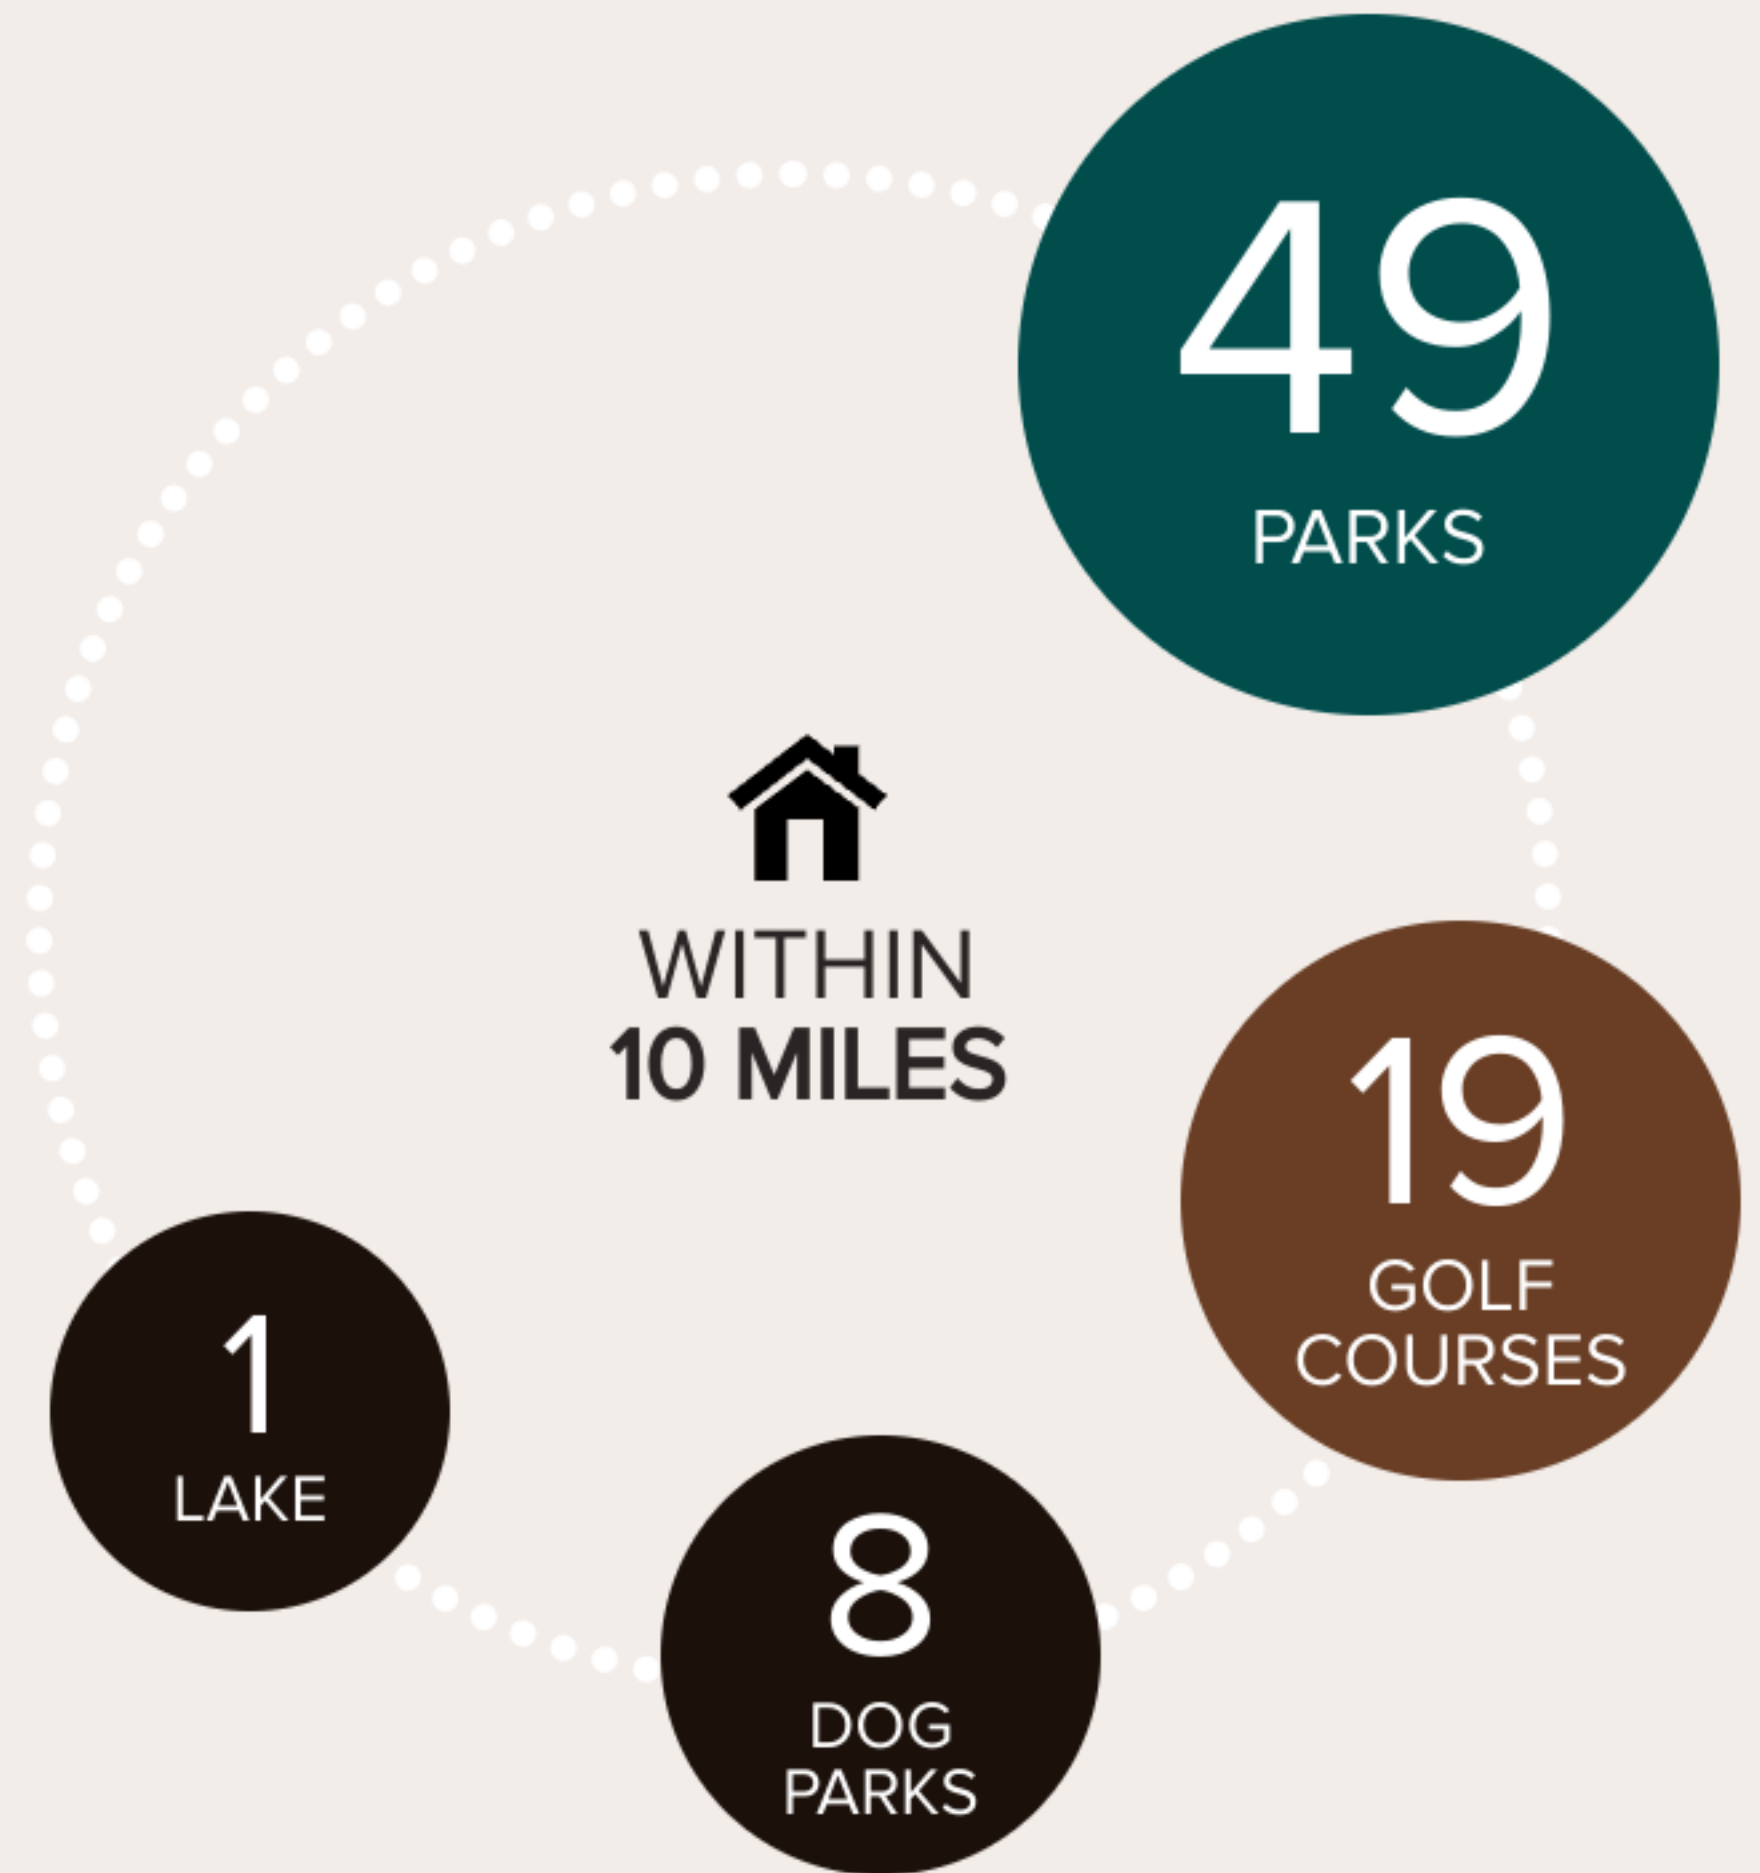 49
PARKS
WITHIN
10 MILES
19
GOLF
COURSES
1
LAKE
8
DOG
PARKS